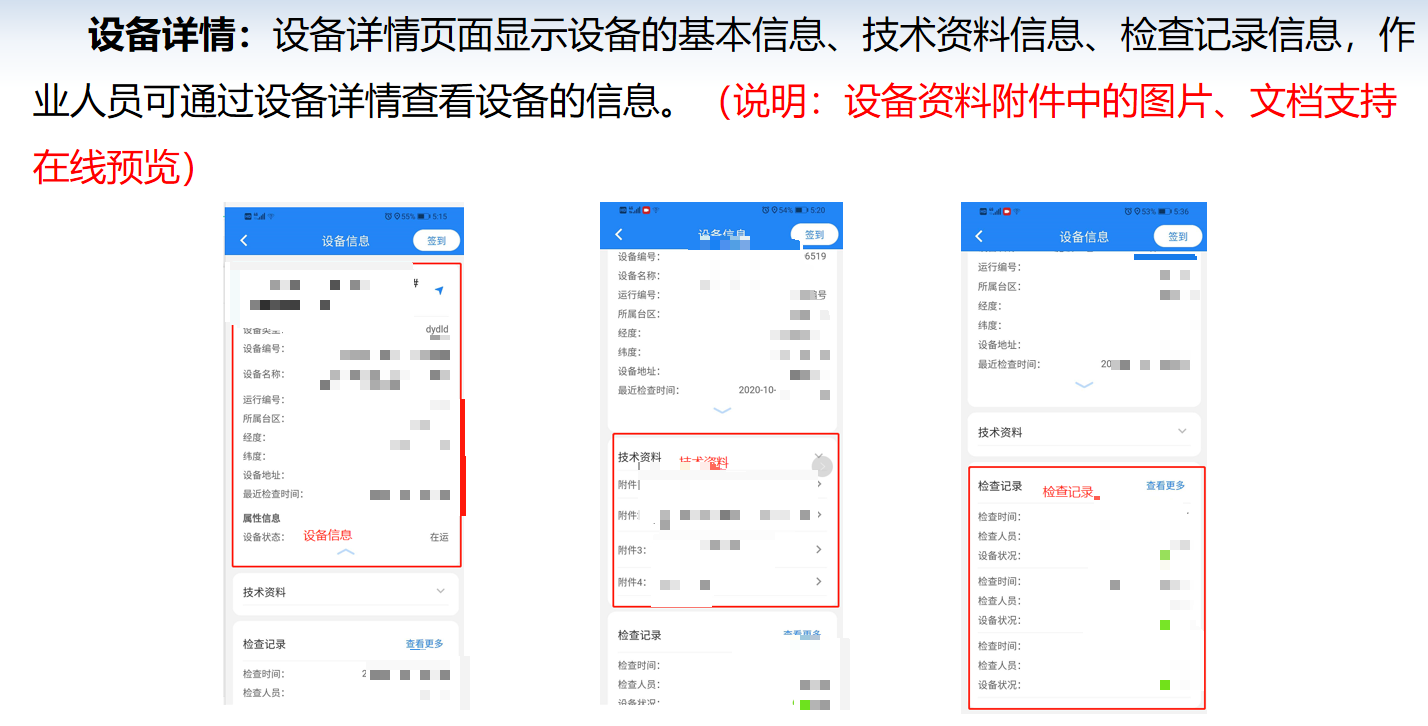 设备详情：设备详情页面显示设备的基本信息、技术资料信息、检查记录信息，作
业人员可通过设备详情查看设备的信息。（说明：设备资料附件中的图片、文档支持
在线预览）
55% 5:15
设备信息
签到
#
设备类型:
dydld
设备编号:
设备名称:
运行编号:
所属台区:
经度:
纬度:
设备地址:
最近检查时间:
属性信息
设备状态:
设备信息
在运
技术资料
检查记录
查看更多
检查时间:
2
检查人员:
54% 5:20
设备信息
签到
设备编号:
6519
设备名称:
运行编号:
号
所属台区:
经度:
纬度:
设备地址:
最近检查时间:
2020-10-
技术资料
技术资料
附件
附件
附件3:
附件4:
检查记录
查看更多
检查时间:
检查人员:
设备状况:
53% 5:36
设备信息
签到
运行编号:
所属台区:
经度:
纬度:
设备地址:
最近检查时间:
20
技术资料
检查记录
检查记录
查看更多
检查时间:
检查人员:
设备状况:
检查时间:
检查人员:
设备状况:
检查时间:
检查人员:
设备状况: